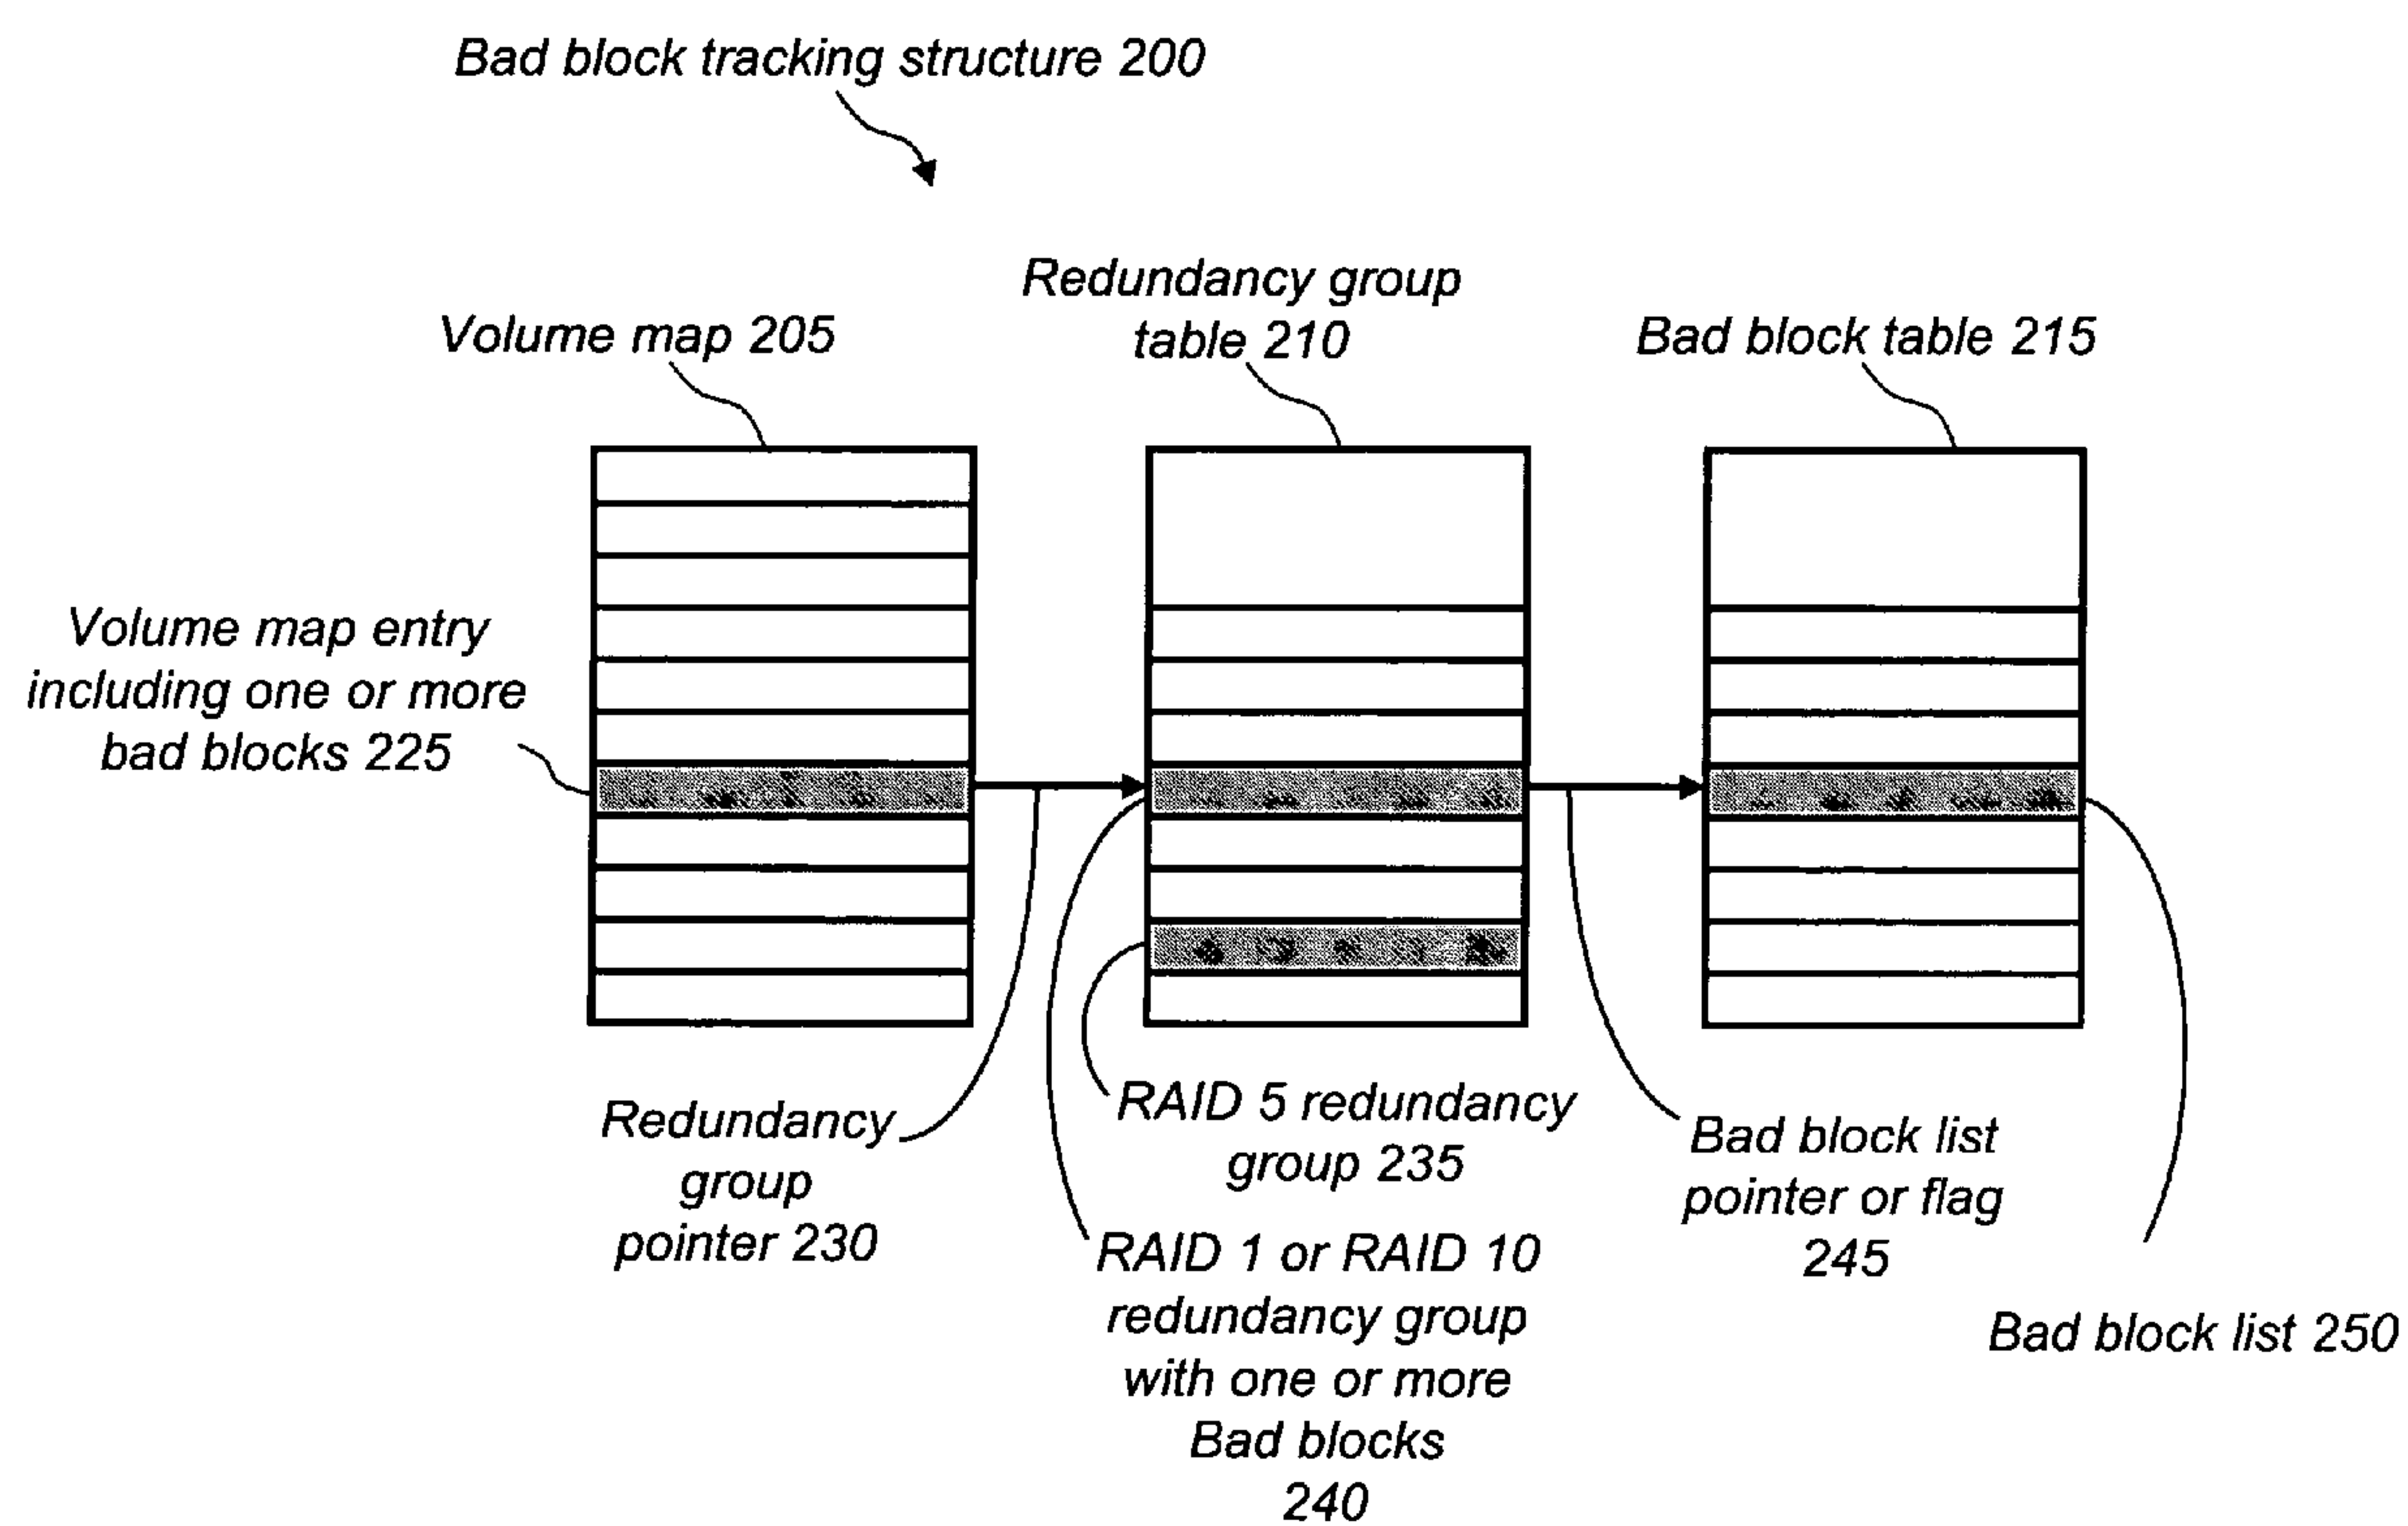 Bad block tracking structure 200
Redundancy group
table 210
Volume map 205
Bad block table 215
Volume map entry
including one or more
bad blocks 225
Redundancy
group
pointer 230
RAID 5 redundancy
group 235
RAID 1 or RAID 10
redundancy group
with one or more
Bad blocks
240
Bad block list
pointer or flag
245
Bad block list 250